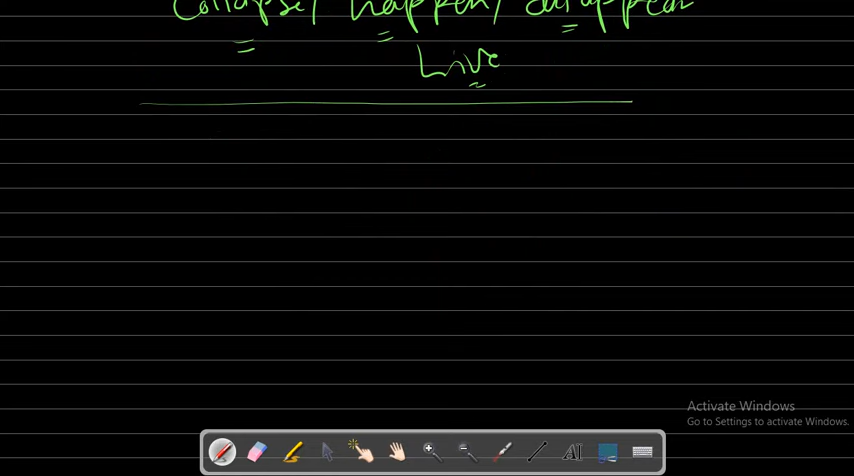 Collapse, happen, disappear
Live
Activate Windows
Go to Settings to activate Windows.